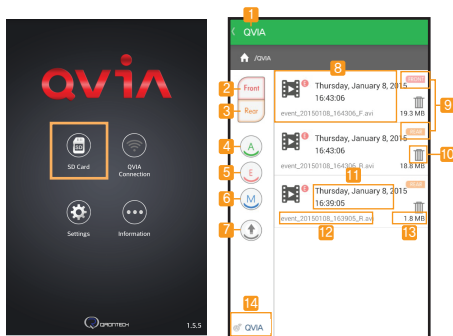 QVIA
SD Card
QVIA
Connection
Settings
Information
QRONTECH
1.5.5
1
QVIA
/QVIA
2
Front
3
Rear
4
A
5
E
6
M
7
8
E
Thursday, January 8, 2015
16:43:06
event_20150108_164306_F.avi
19.3 MB
9
E
Thursday, January 8, 2015
16:43:06
event_20150108_164306_R.avi
18.8 MB
10
11
E
Thursday, January 8, 2015
16:39:05
event_20150108_163905_R.avi
1.8 MB
12
13
14
QVIA